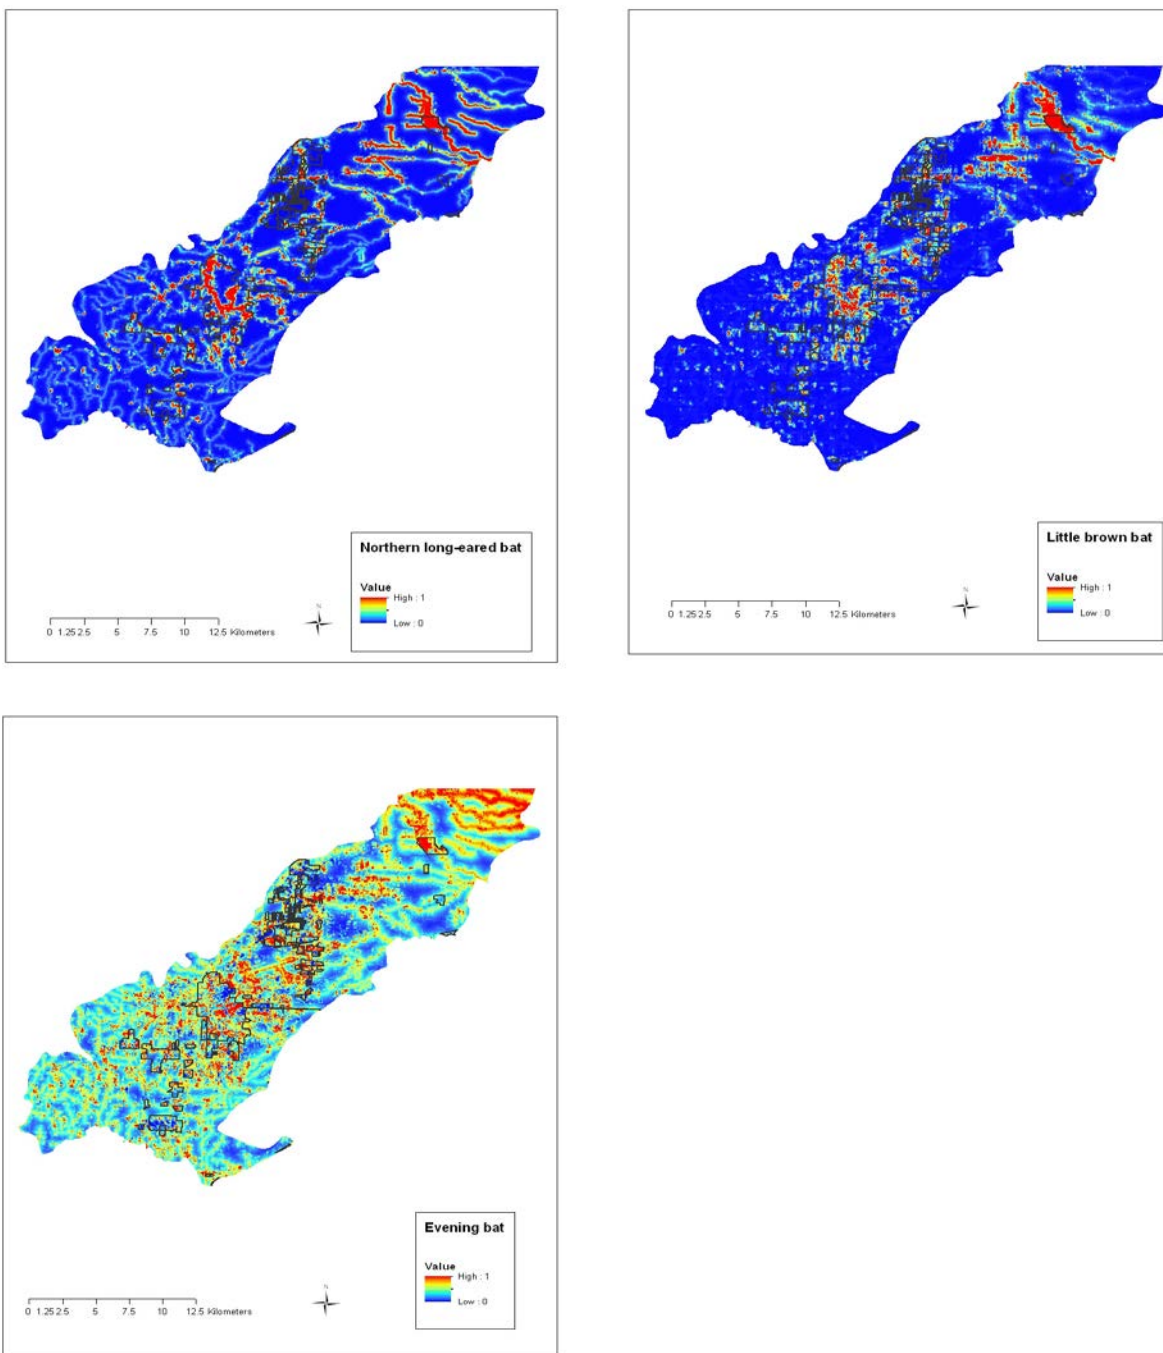 Northern long-eared bat
Value
High : 1
Low : 0
N
0 1.25 2.5 5 7.5 10 12.5 Kilometers
Little brown bat
Value
High : 1
Low : 0
N
0 1.25 2.5 5 7.5 10 12.5 Kilometers
Evening bat
Value
High : 1
Low : 0
N
0 1.25 2.5 5 7.5 10 12.5 Kilometers